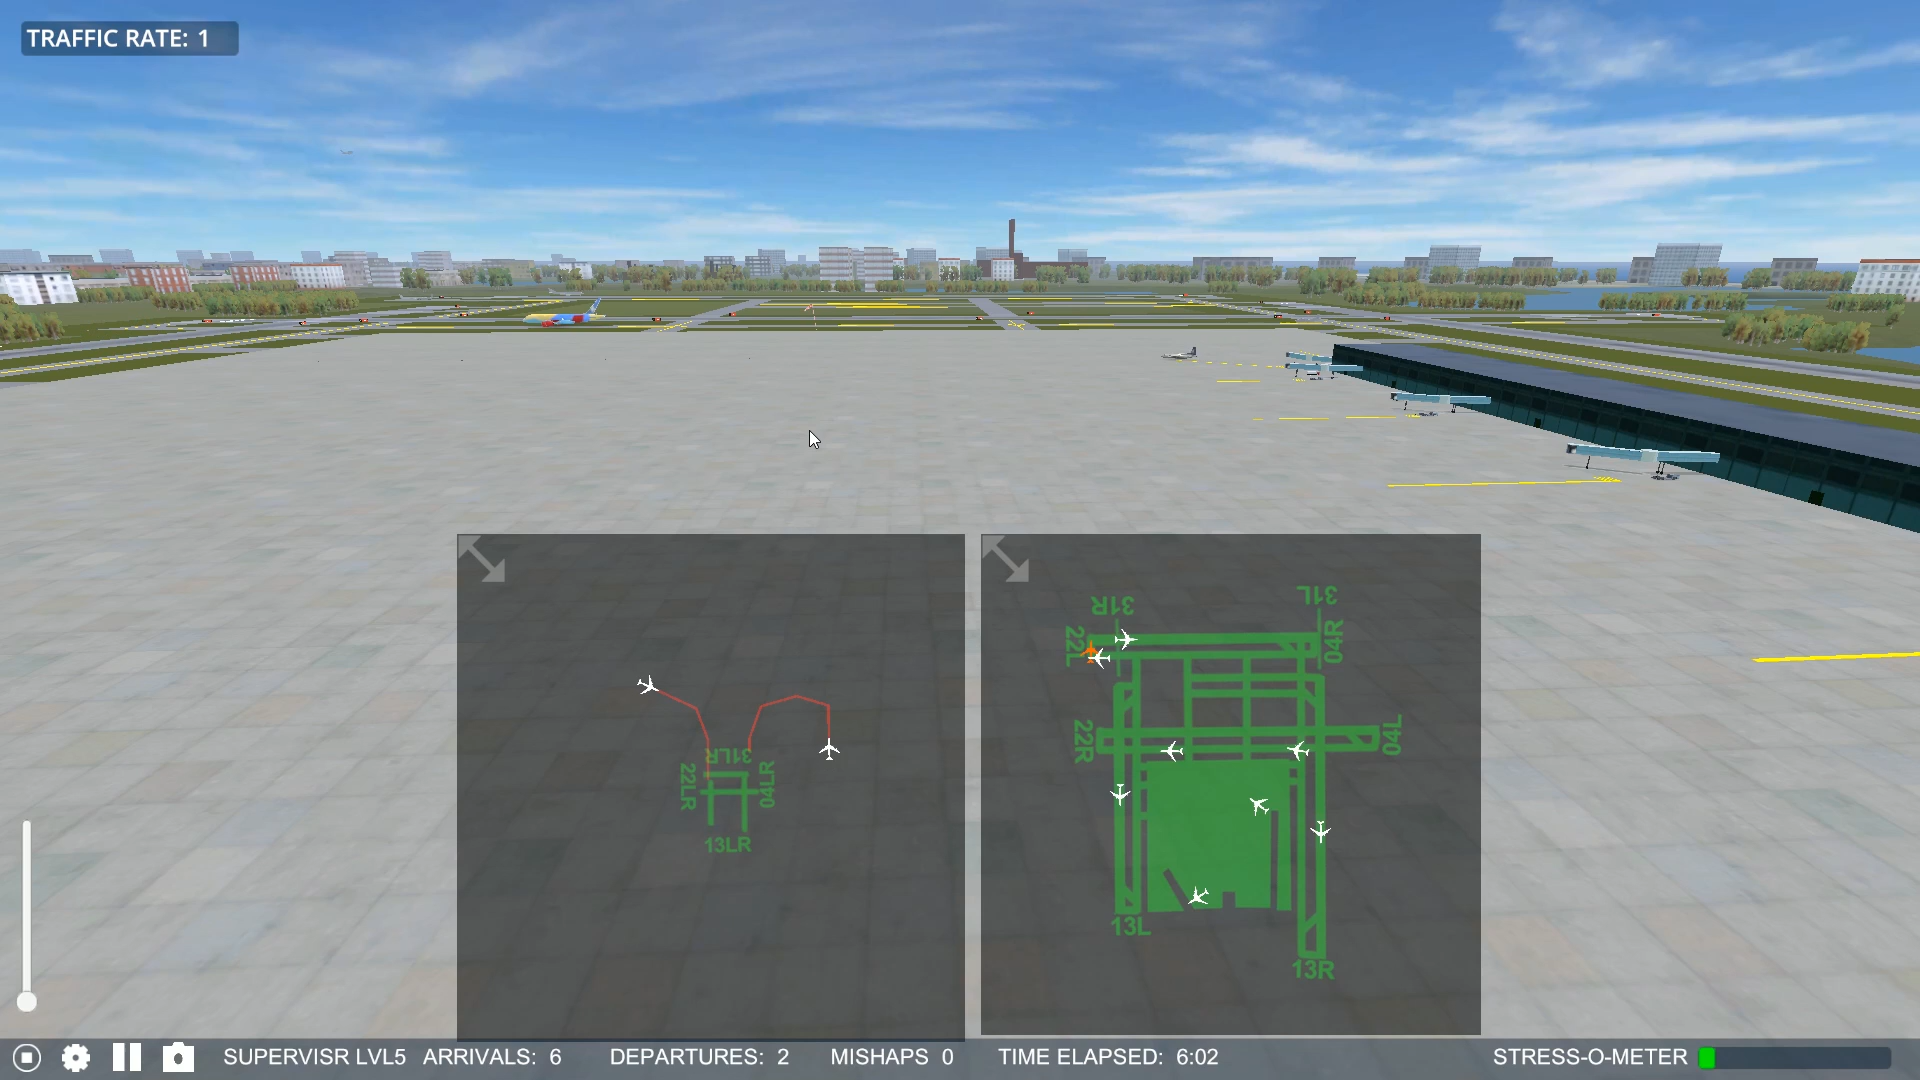 TRAFFIC RATE: 1
31LR
22LR
04LR
13LR
31R
31L
22L
04R
22R
04L
13L
13R
SUPERVISR LVL5 ARRIVALS: 6 DEPARTURES: 2 MISHAPS 0 TIME ELAPSED: 6:02 STRESS-O-METER